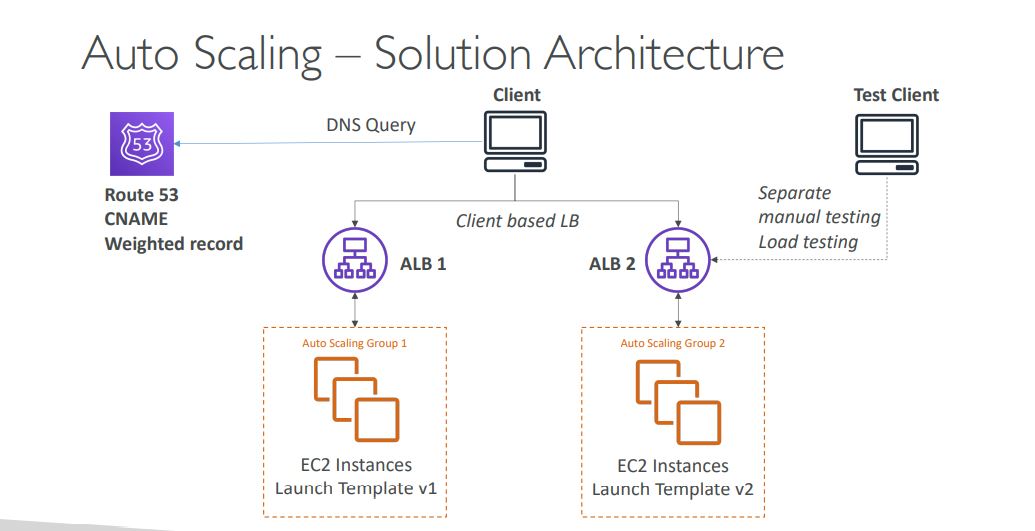 Auto Scaling – Solution Architecture
Client
Test Client
DNS Query
53
Route 53
CNAME
Weighted record
Separate
manual testing
Load testing
Client based LB
ALB 1
ALB 2
Auto Scaling Group 1
EC2 Instances
Launch Template v1
Auto Scaling Group 2
EC2 Instances
Launch Template v2